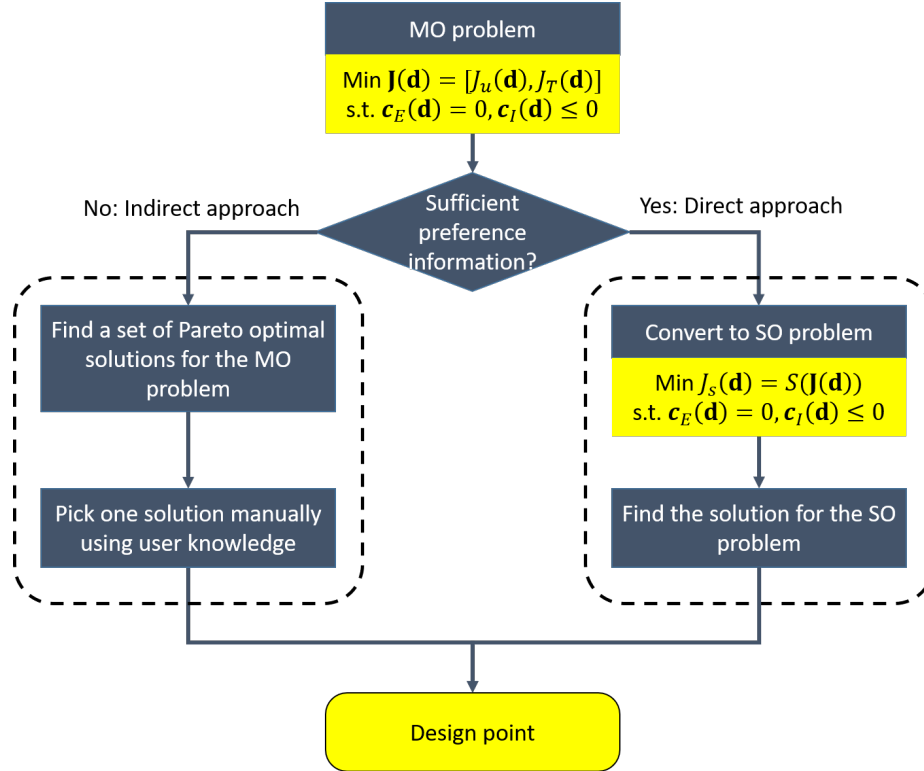 MO problem
Min J(d) = [J_u(d), J_T(d)]
s.t. c_E(d) = 0, c_I(d) ≤ 0
Sufficient
preference
information?
No: Indirect approach
Yes: Direct approach
Find a set of Pareto optimal
solutions for the MO
problem
Pick one solution manually
using user knowledge
Convert to SO problem
Min J_s(d) = S(J(d))
s.t. c_E(d) = 0, c_I(d) ≤ 0
Find the solution for the SO
problem
Design point